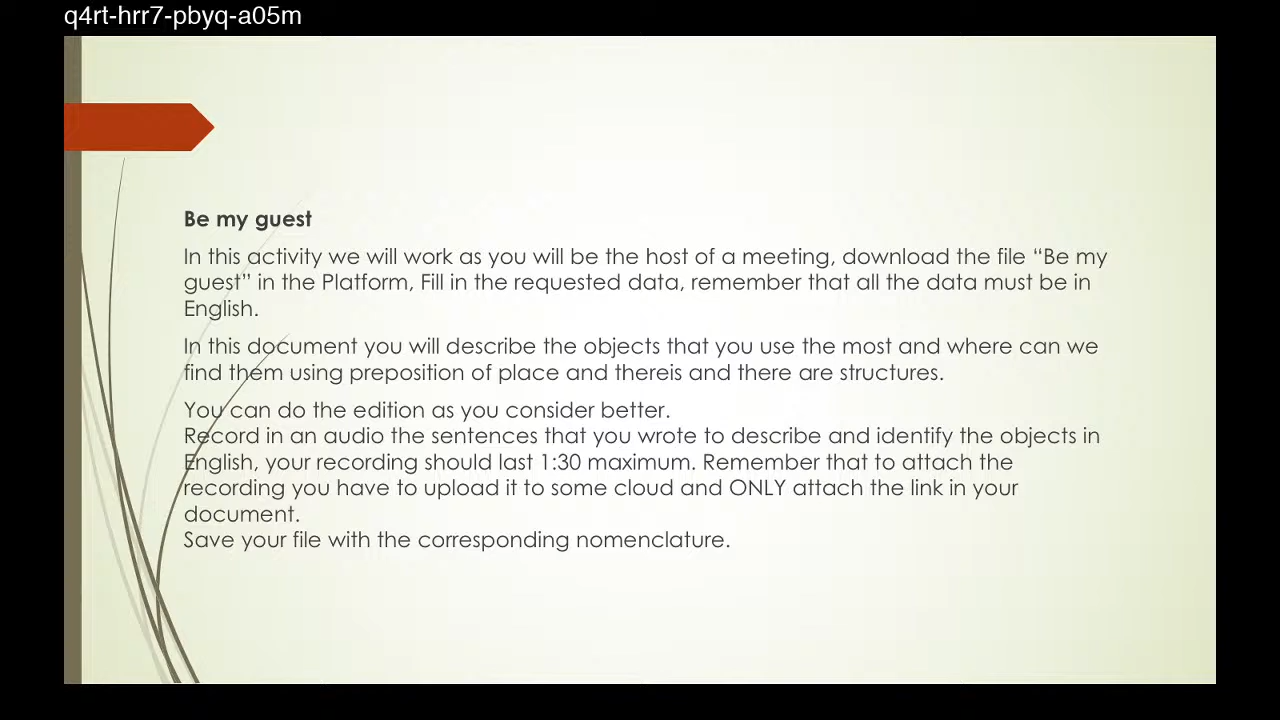 q4rt-hrr7-pbyq-a05m
Be my guest
In this activity we will work as you will be the host of a meeting, download the file “Be my
guest” in the Platform, Fill in the requested data, remember that all the data must be in
English.
In this document you will describe the objects that you use the most and where can we
find them using preposition of place and thereis and there are structures.
You can do the edition as you consider better.
Record in an audio the sentences that you wrote to describe and identify the objects in
English, your recording should last 1:30 maximum. Remember that to attach the
recording you have to upload it to some cloud and ONLY attach the link in your
document.
Save your file with the corresponding nomenclature.